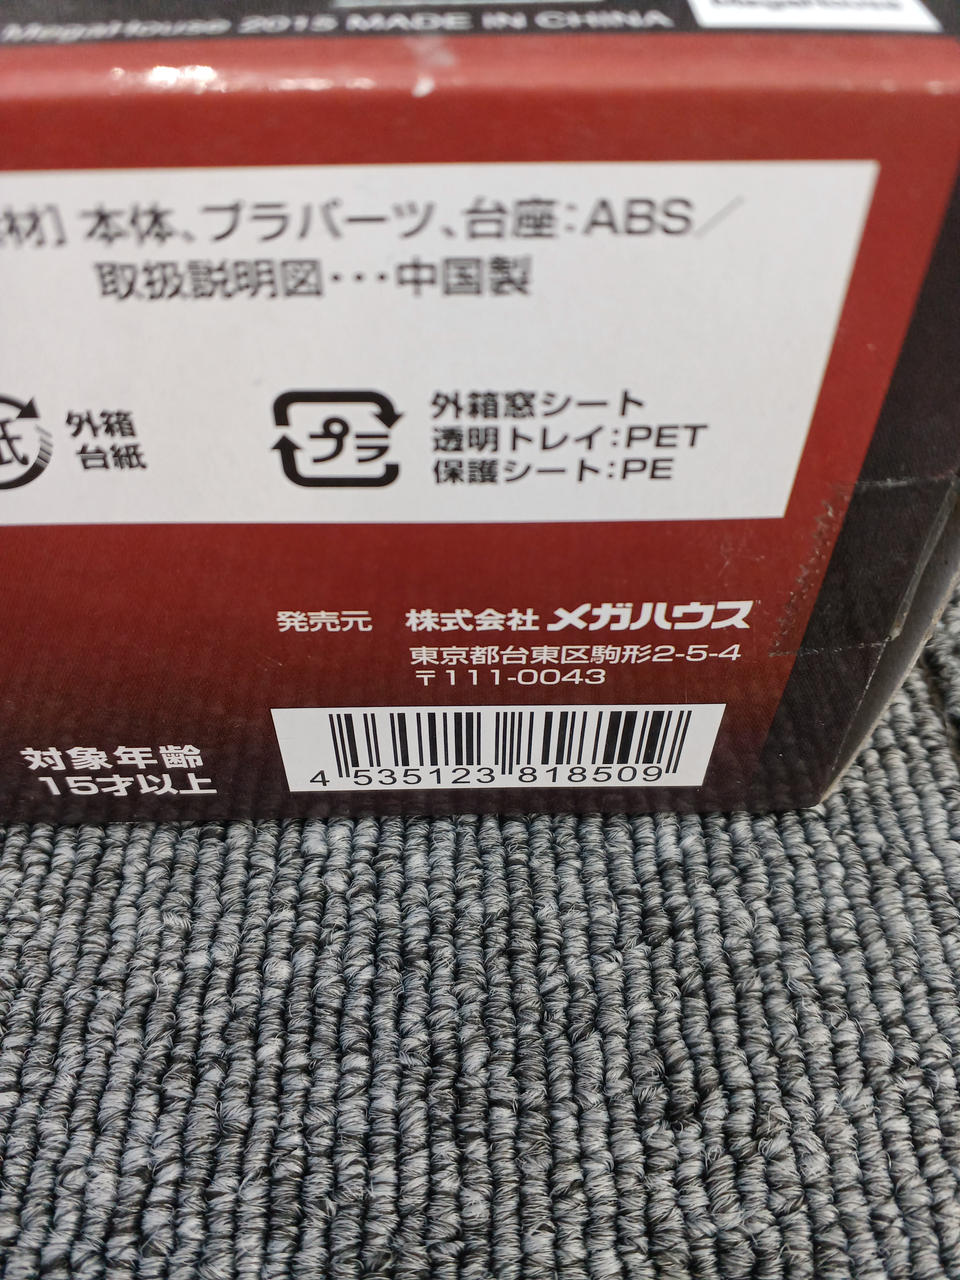 MegaHouse 2015 MADE IN CHINA
MegaHouse
材] 本体、プラパーツ、台座：ABS／
取扱説明図・・・中国製
紙
外箱
台紙
プラ
外箱窓シート
透明トレイ：PET
保護シート：PE
発売元 株式会社 メガハウス
東京都台東区駒形2-5-4
〒111-0043
対象年齢
15才以上
4 535123 818509